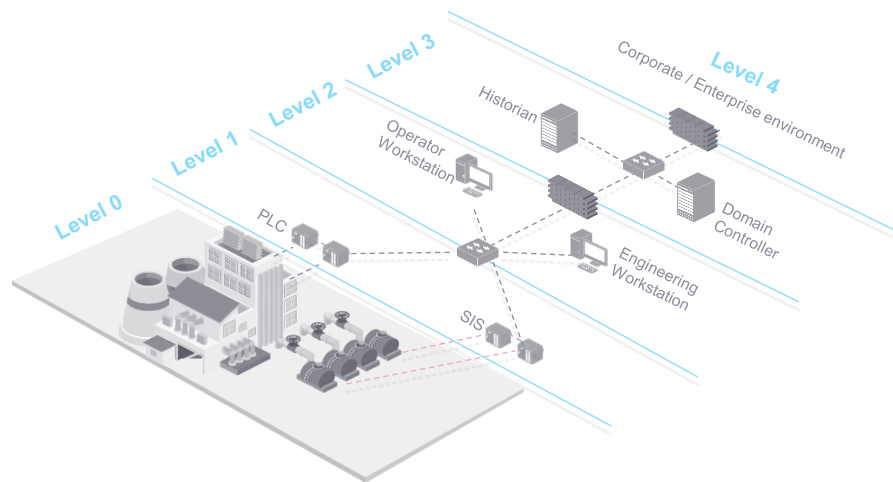 Level 4
Corporate / Enterprise environment
Level 3
Historian
Domain
Controller
Level 2
Operator
Workstation
Engineering
Workstation
Level 1
PLC
SIS
Level 0